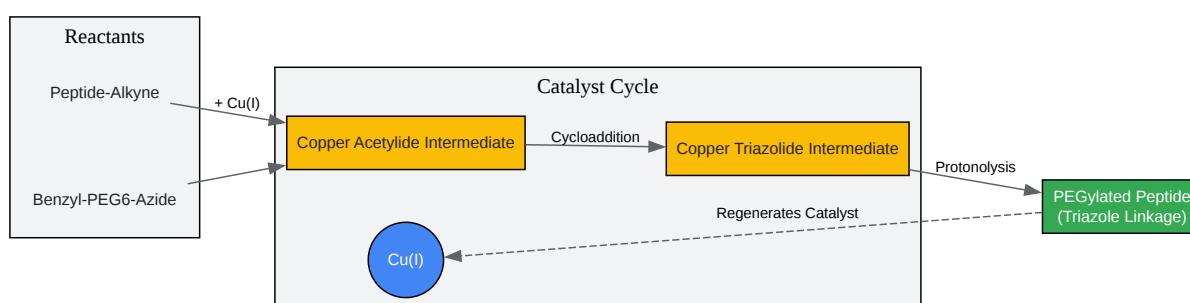 Reactants
Peptide-Alkyne
Benzyl-PEG6-Azide
+ Cu(I)
Catalyst Cycle
Copper Acetylide Intermediate
Cycloaddition
Copper Triazolide Intermediate
Protonolysis
PEGylated Peptide
(Triazole Linkage)
Regenerates Catalyst
Cu(I)